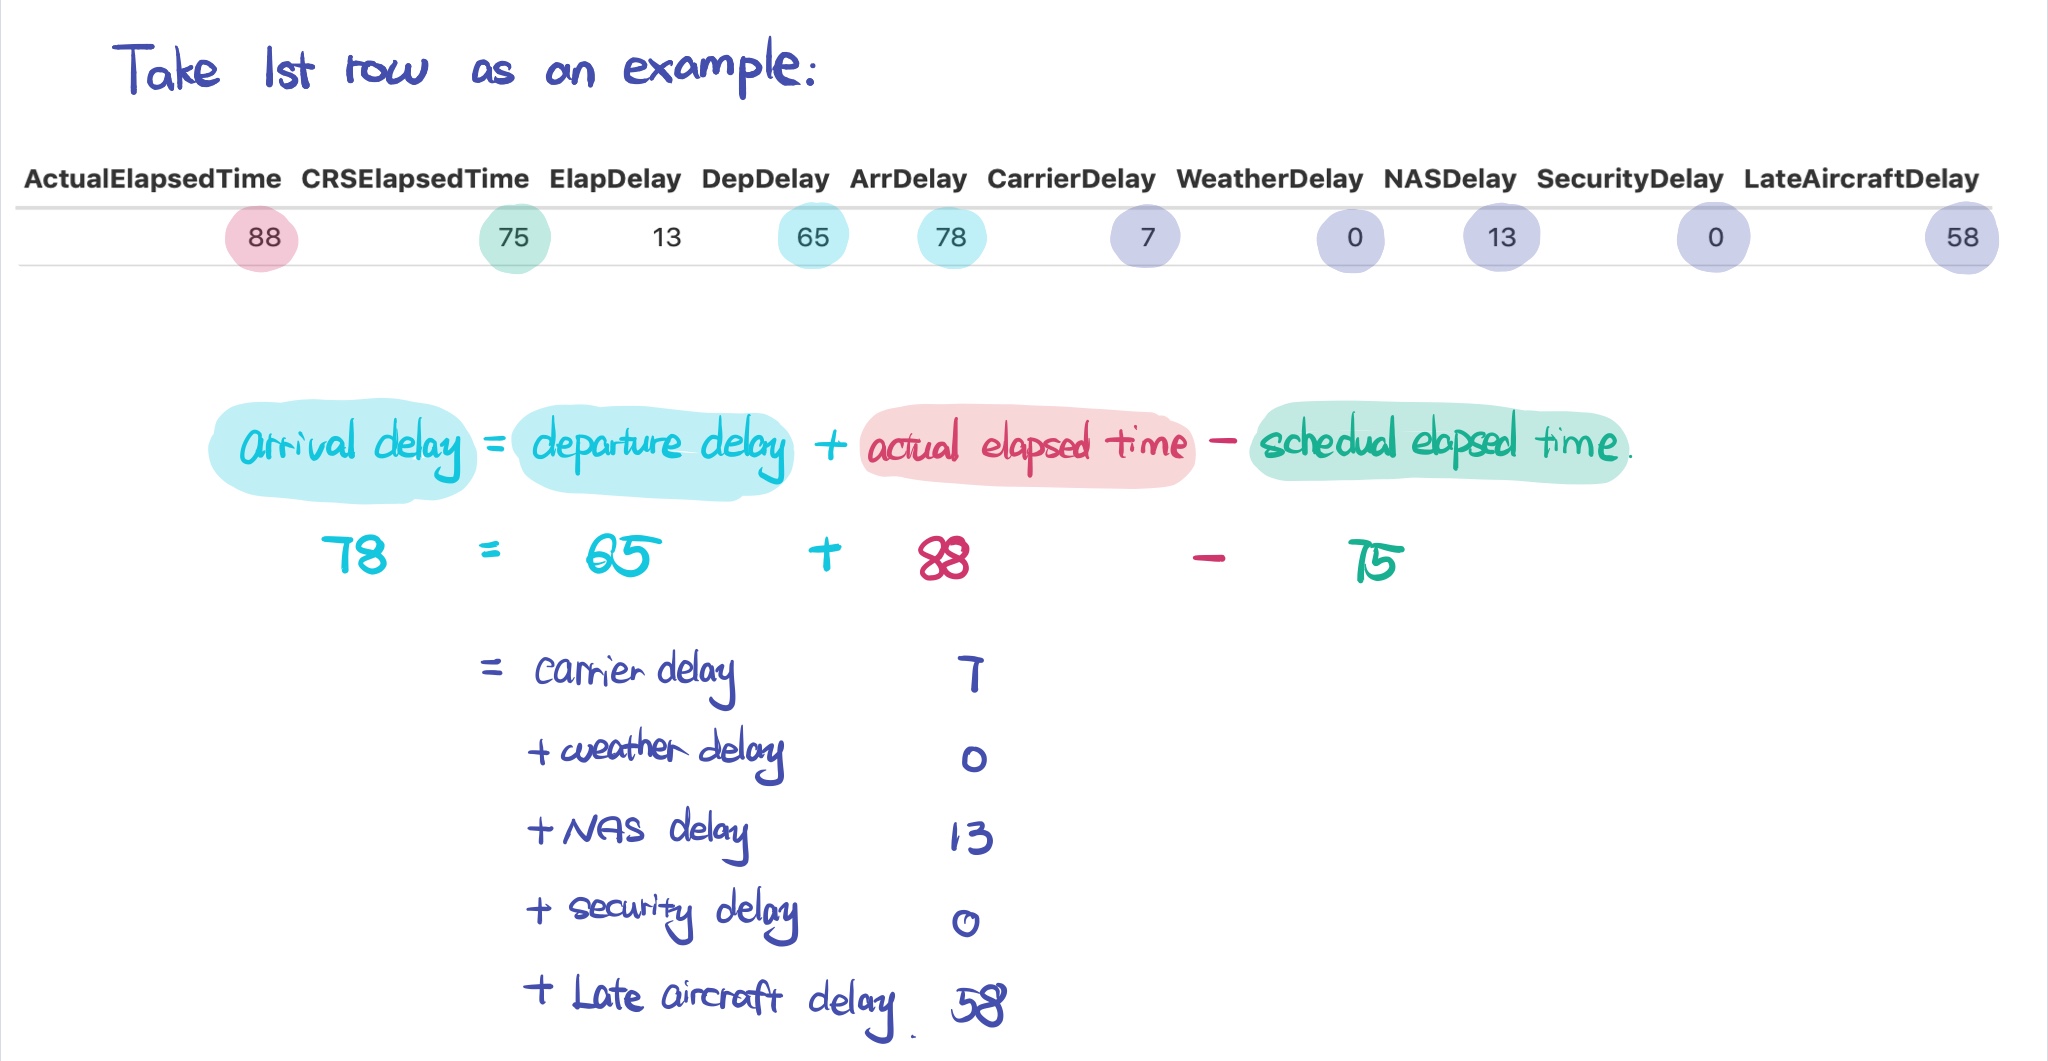 Take 1st row as an example:
ActualElapsedTime CRSElapsedTime ElapDelay DepDelay ArrDelay CarrierDelay WeatherDelay NASDelay SecurityDelay LateAircraftDelay
88 75 13 65 78 7 0 13 0 58
arrival delay = departure delay + actual elapsed time - schedual elapsed time.
78 = 65 + 88 - 75
= carrier delay 7
+ weather delay 0
+ NAS delay 13
+ security delay 0
+ Late aircraft delay. 58